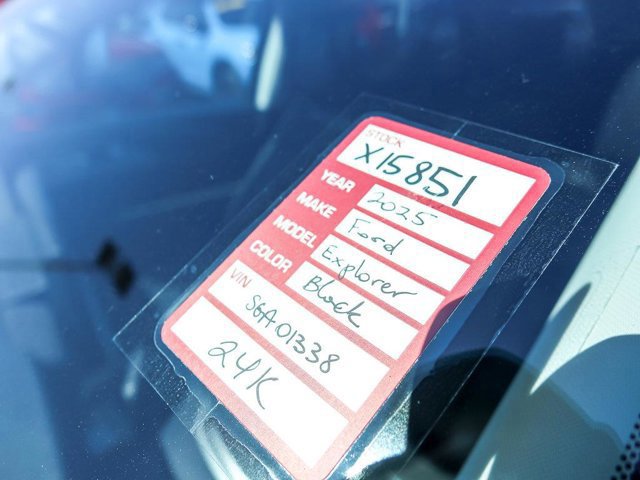 STOCK
X15851
YEAR 2025
MAKE Ford
MODEL Explorer
COLOR Black
VIN
SGA01338
24K